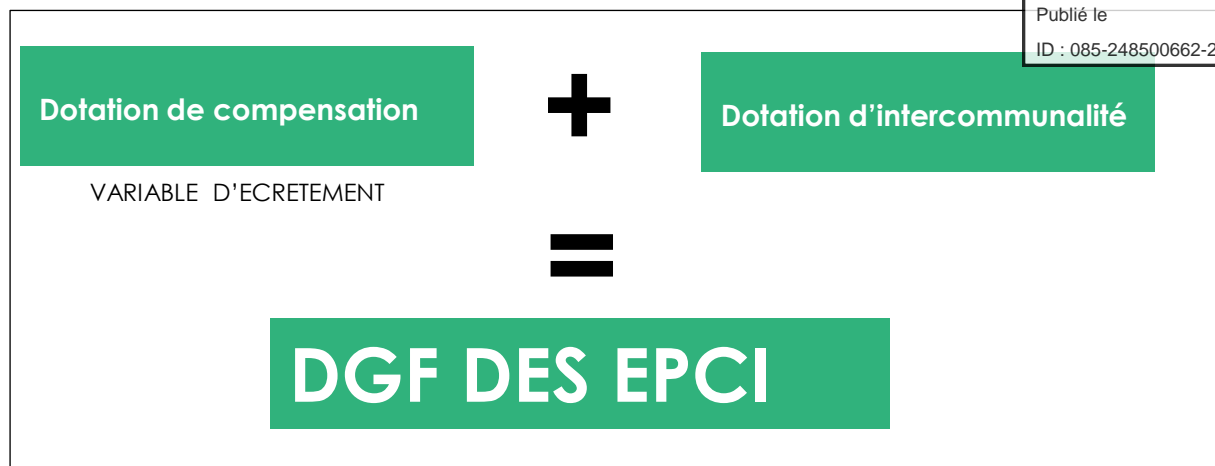 Publié le
ID : 085-248500662-2
Dotation de compensation
+
Dotation d’intercommunalité
VARIABLE D’ECRETEMENT
=
DGF DES EPCI